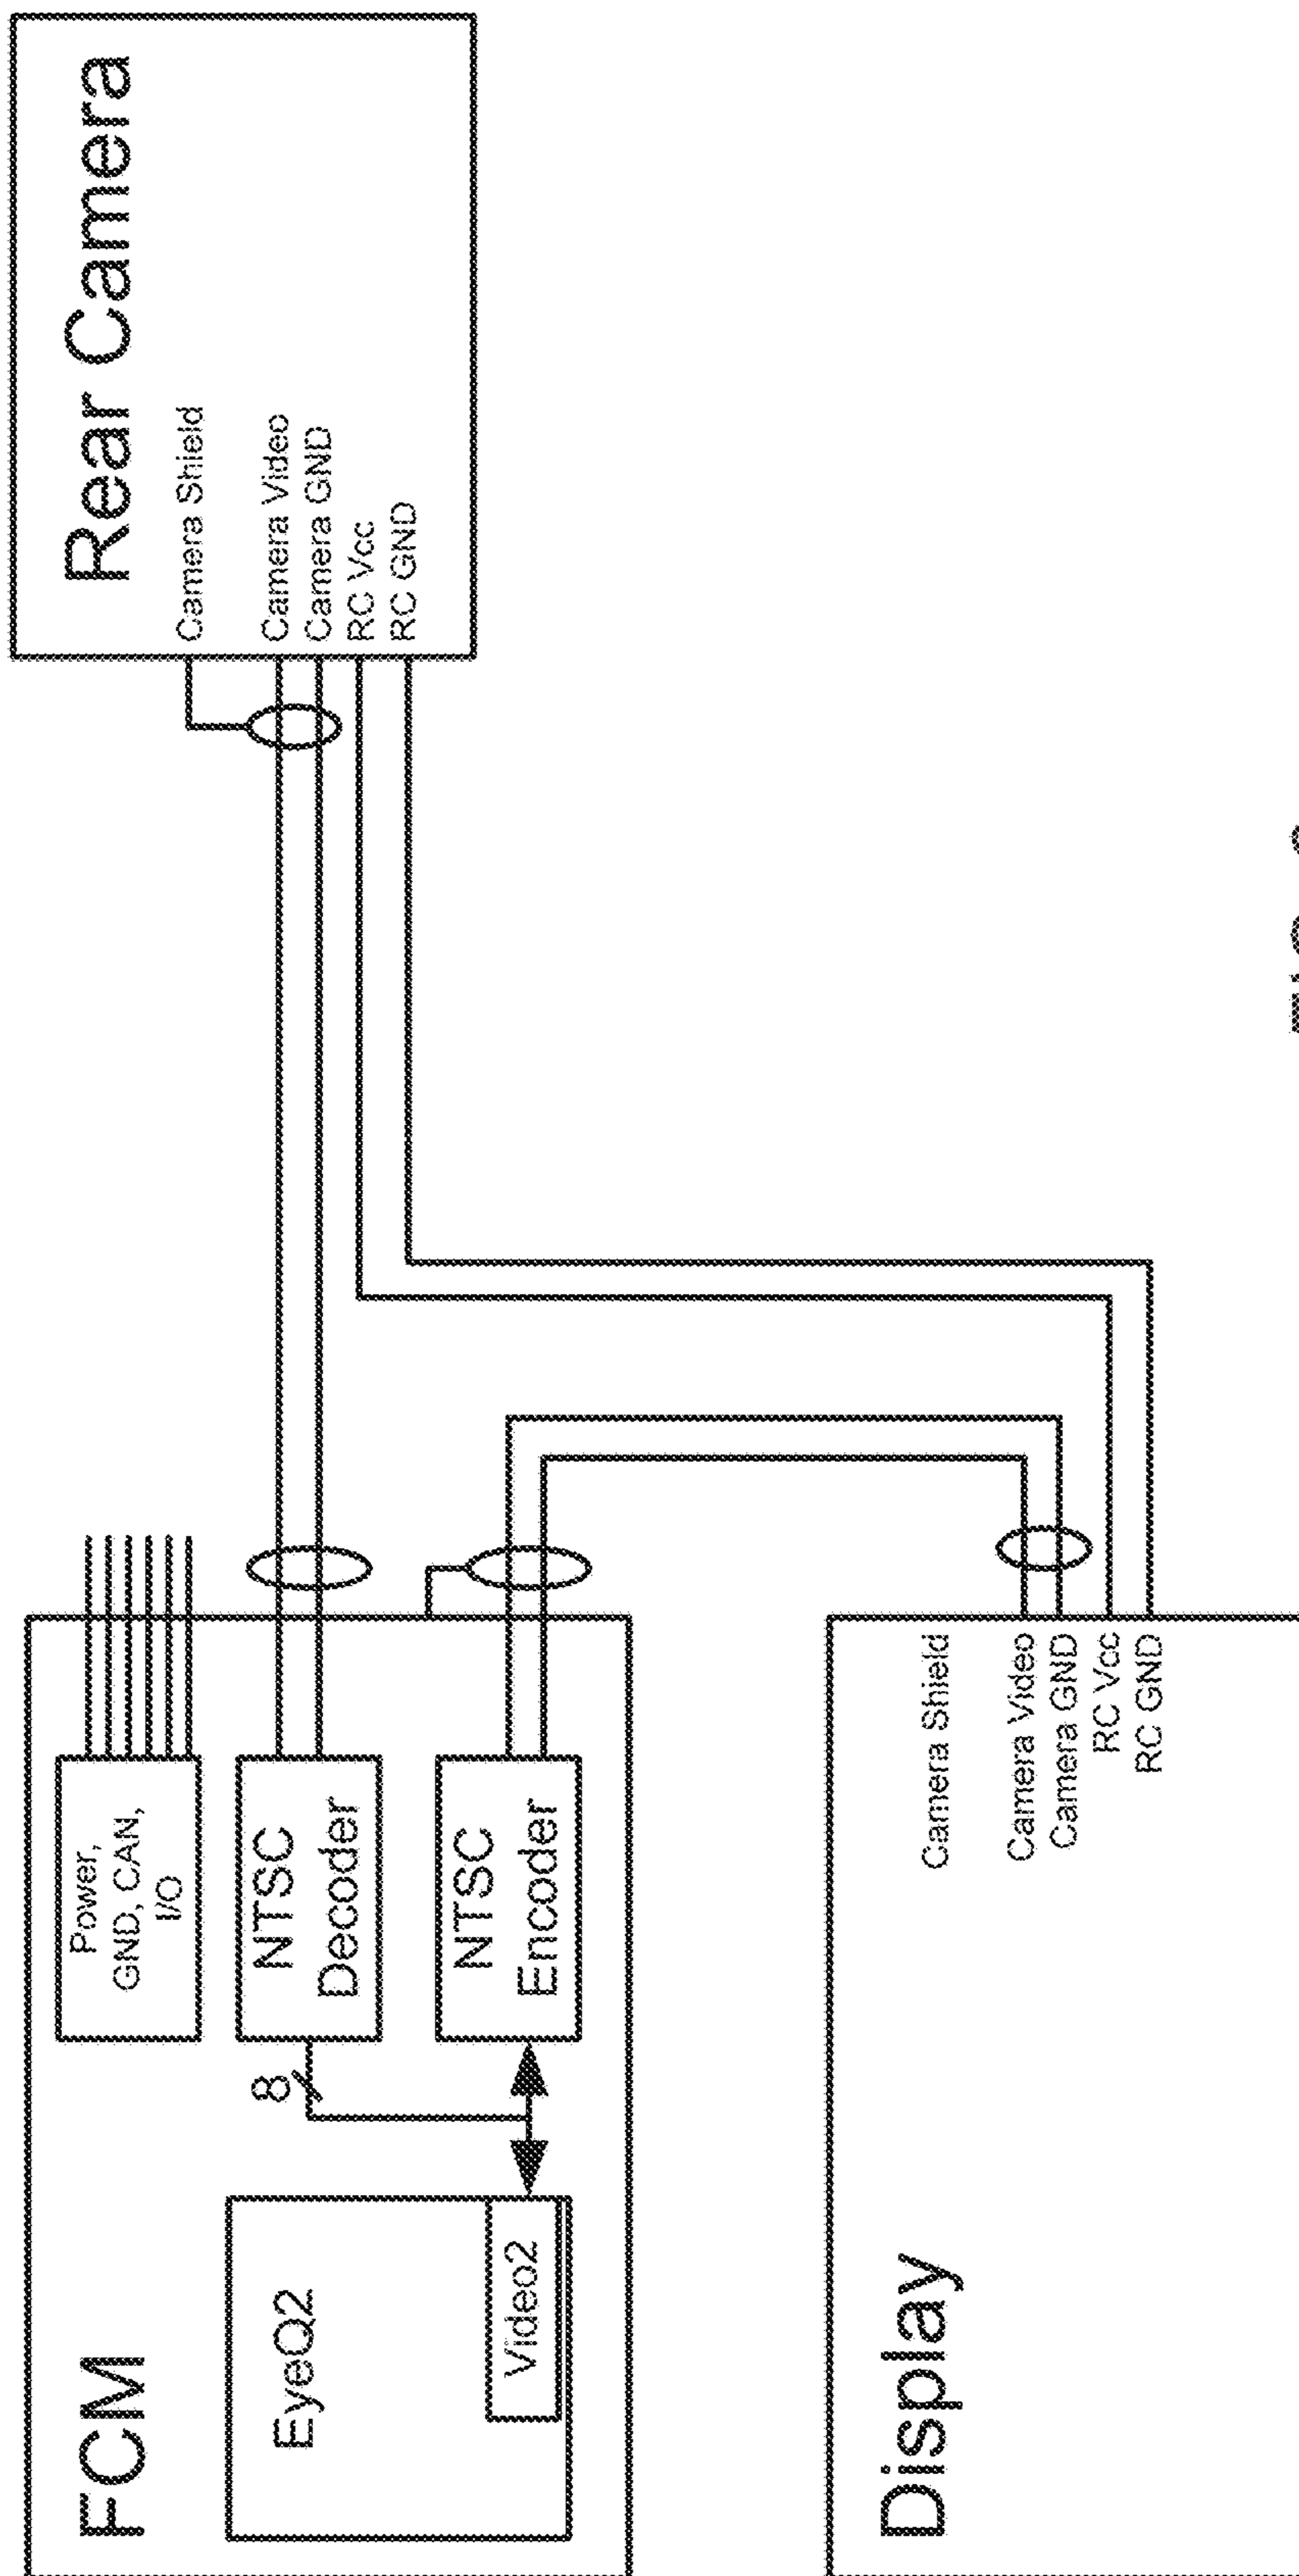 FCM
EyeQ2
Video2
8
Power,
GND, CAN,
I/O
NTSC
Decoder
NTSC
Encoder
Rear Camera
Camera Shield
Camera Video
Camera GND
RC Vcc
RC GND
Display
Camera Shield
Camera Video
Camera GND
RC Vcc
RC GND